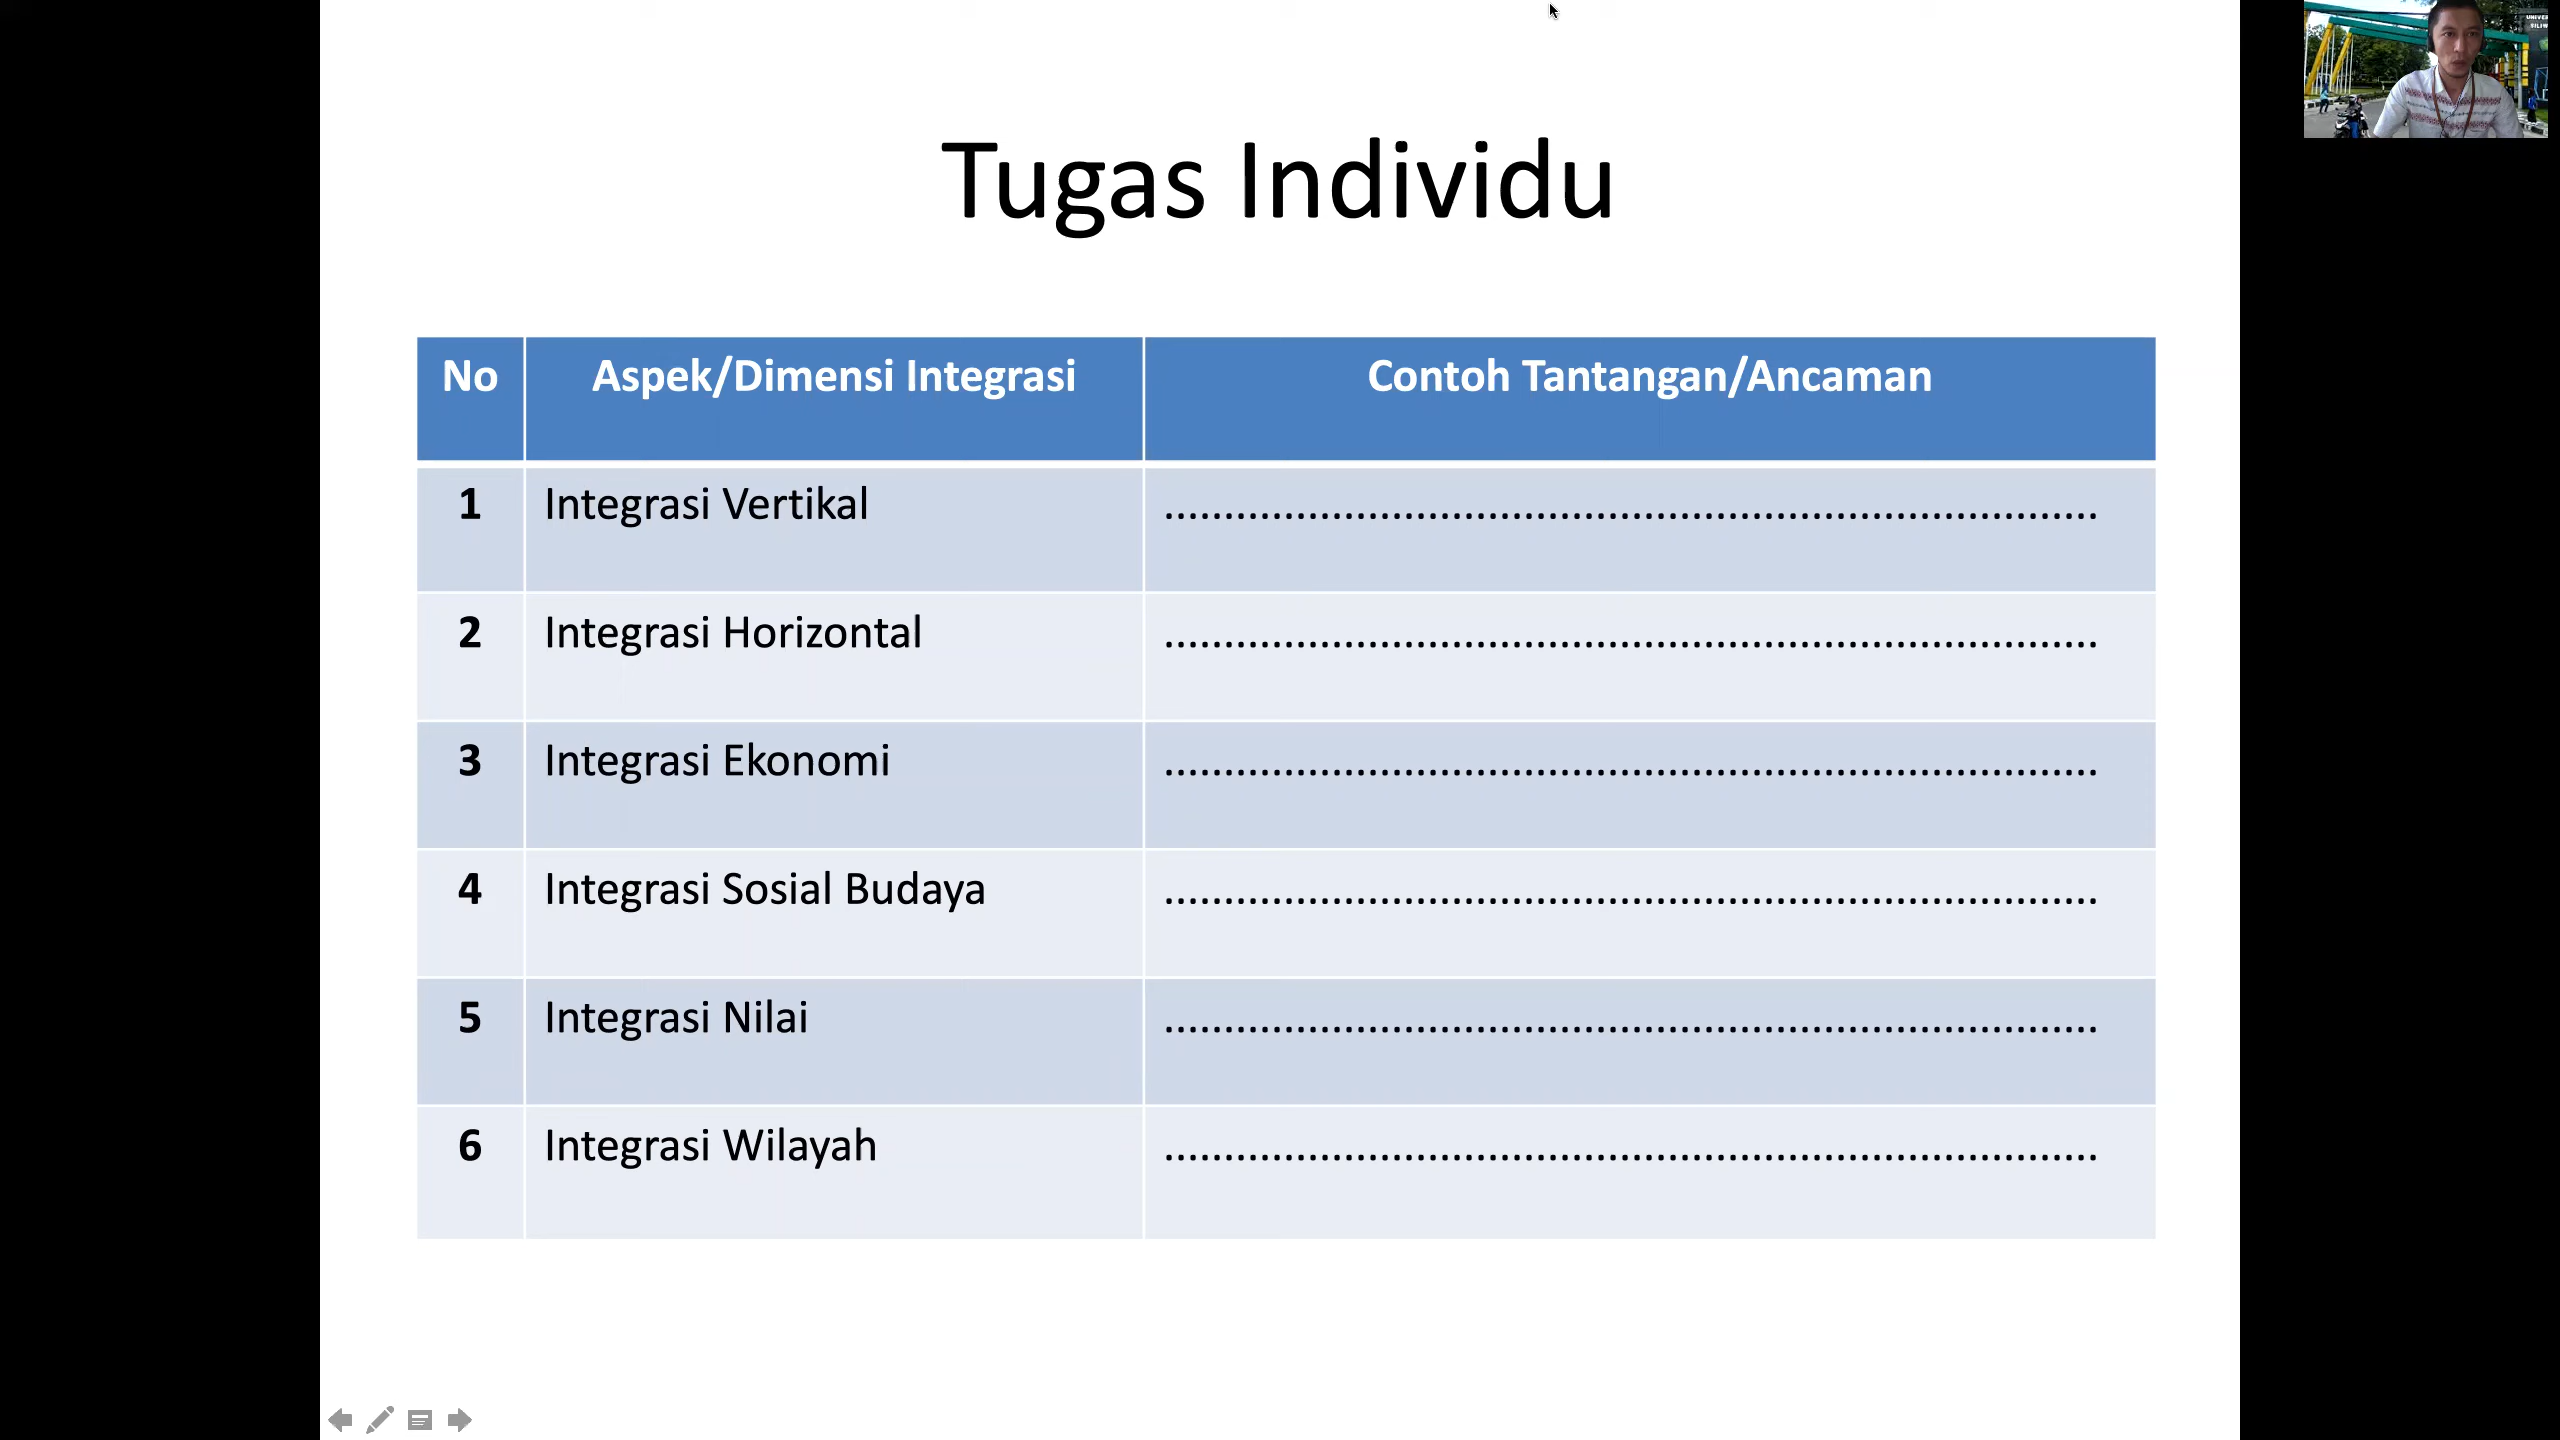 Tugas Individu
No Aspek/Dimensi Integrasi Contoh Tantangan/Ancaman
1 Integrasi Vertikal ..............................................................................
2 Integrasi Horizontal ..............................................................................
3 Integrasi Ekonomi ..............................................................................
4 Integrasi Sosial Budaya ..............................................................................
5 Integrasi Nilai ..............................................................................
6 Integrasi Wilayah ..............................................................................